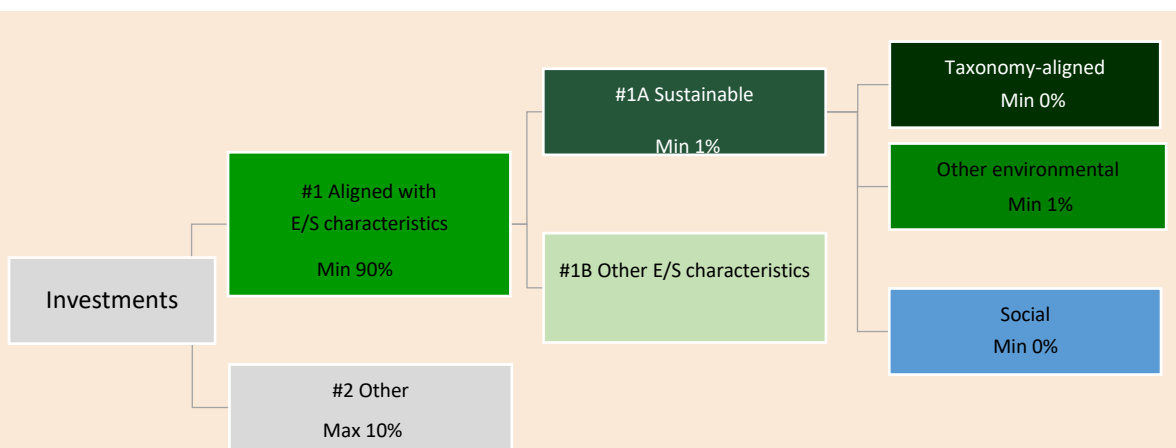 Investments
#1 Aligned with
E/S characteristics
Min 90%
#2 Other
Max 10%
#1A Sustainable
Min 1%
#1B Other E/S characteristics
Taxonomy-aligned
Min 0%
Other environmental
Min 1%
Social
Min 0%